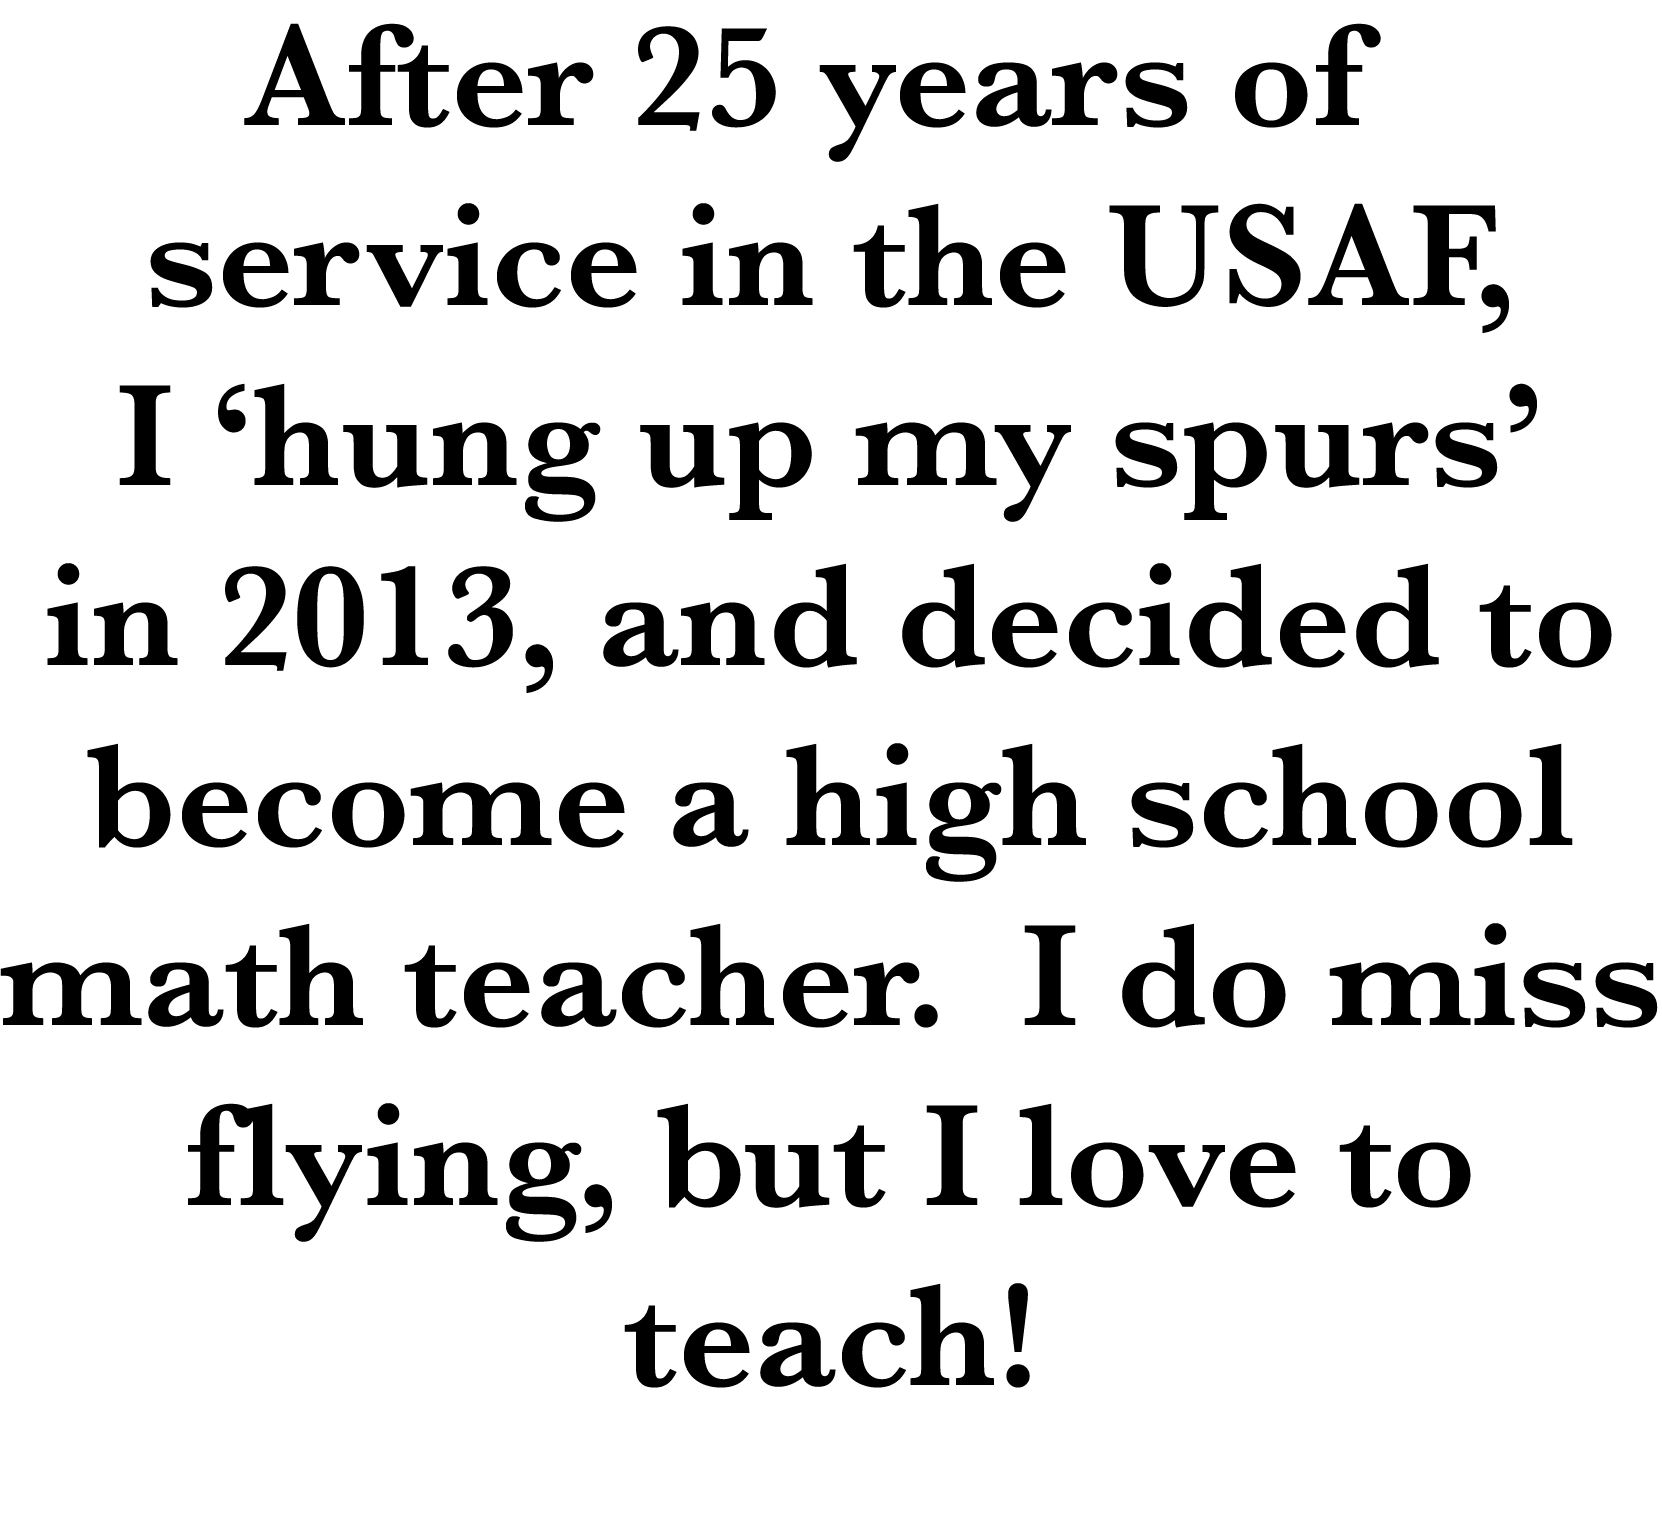 After 25 years of
service in the USAF,
I ‘hung up my spurs’
in 2013, and decided to
become a high school
math teacher.  I do miss
flying, but I love to
teach!